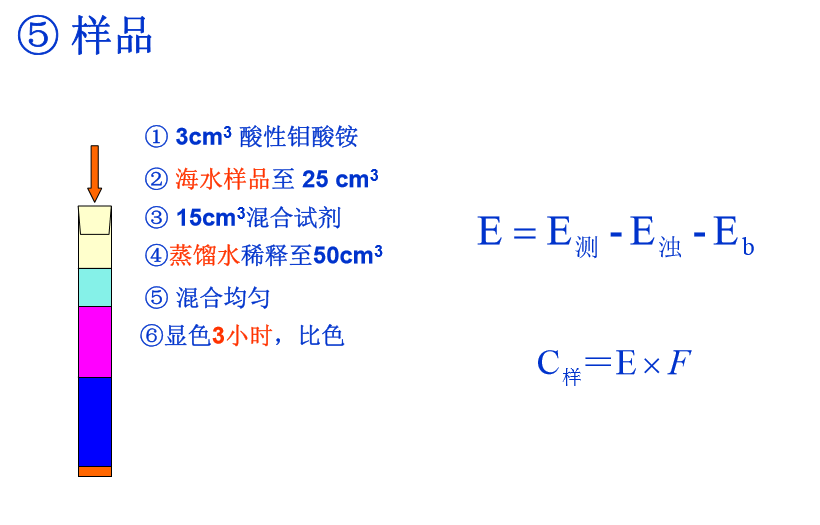 ⑤ 样品
① 3cm³ 酸性钼酸铵
② 海水样品至 25 cm³
③ 15cm³混合试剂
④蒸馏水稀释至50cm³
⑤ 混合均匀
⑥显色3小时，比色
E = E测 - E浊 - Eb
C样＝E × F